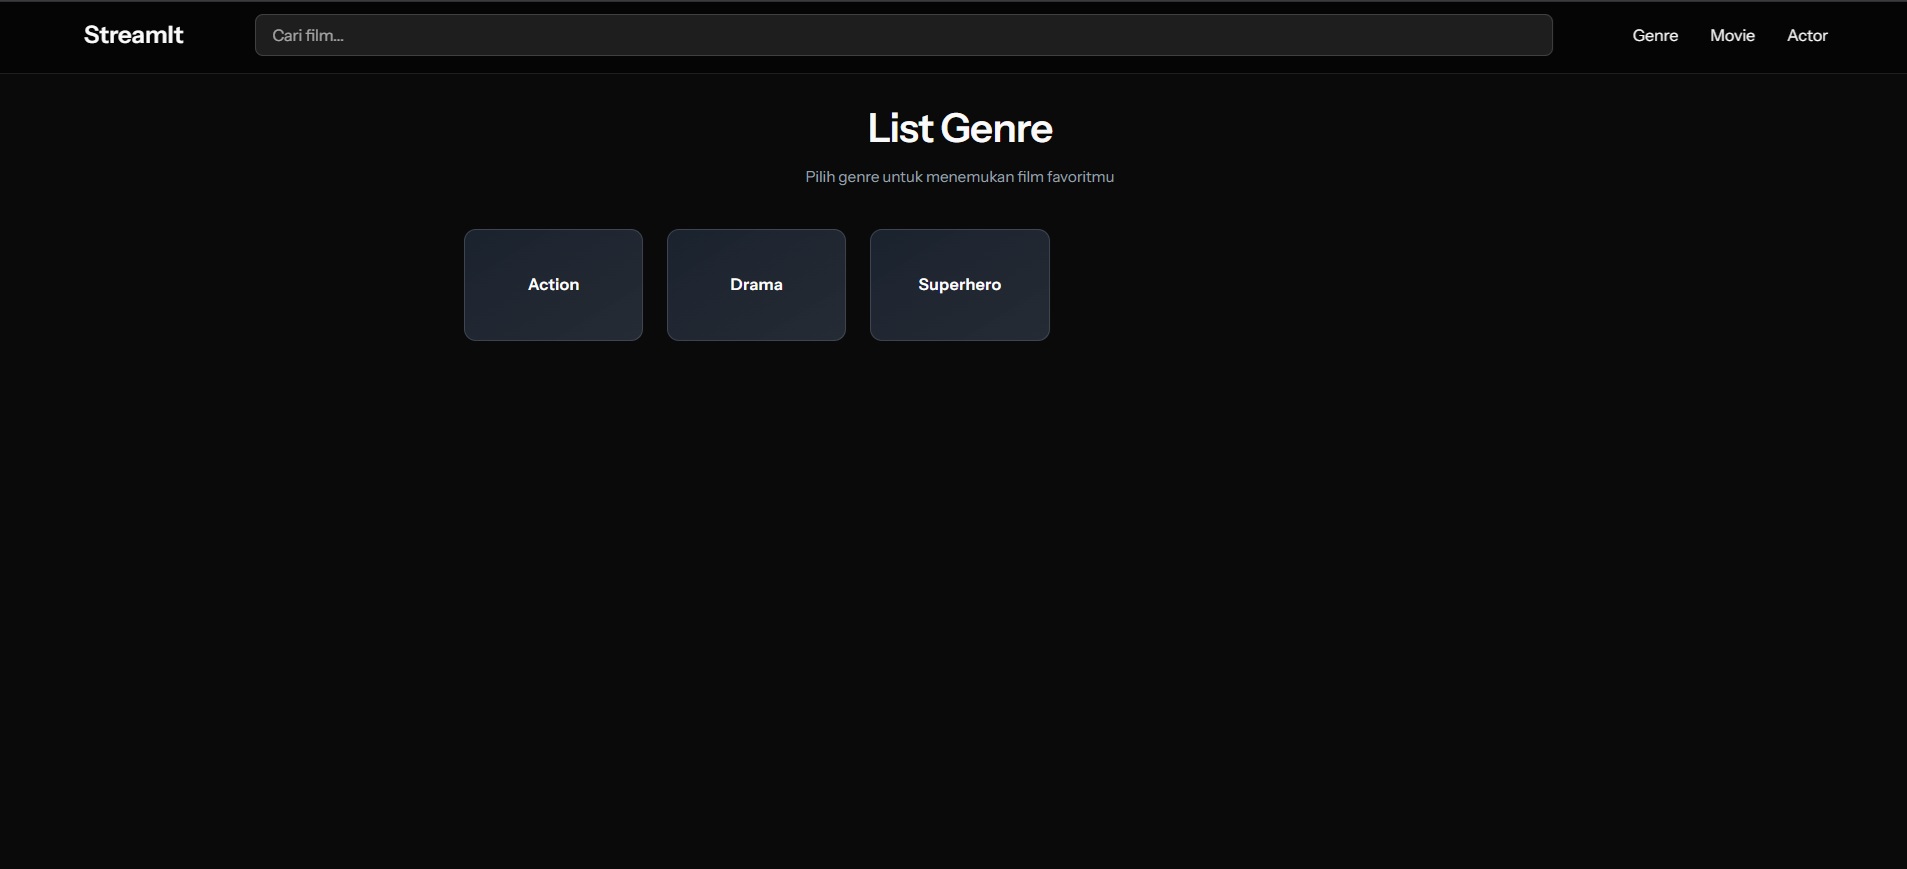 StreamIt
Cari film...
Genre
Movie
Actor
List Genre
Pilih genre untuk menemukan film favoritmu
Action
Drama
Superhero